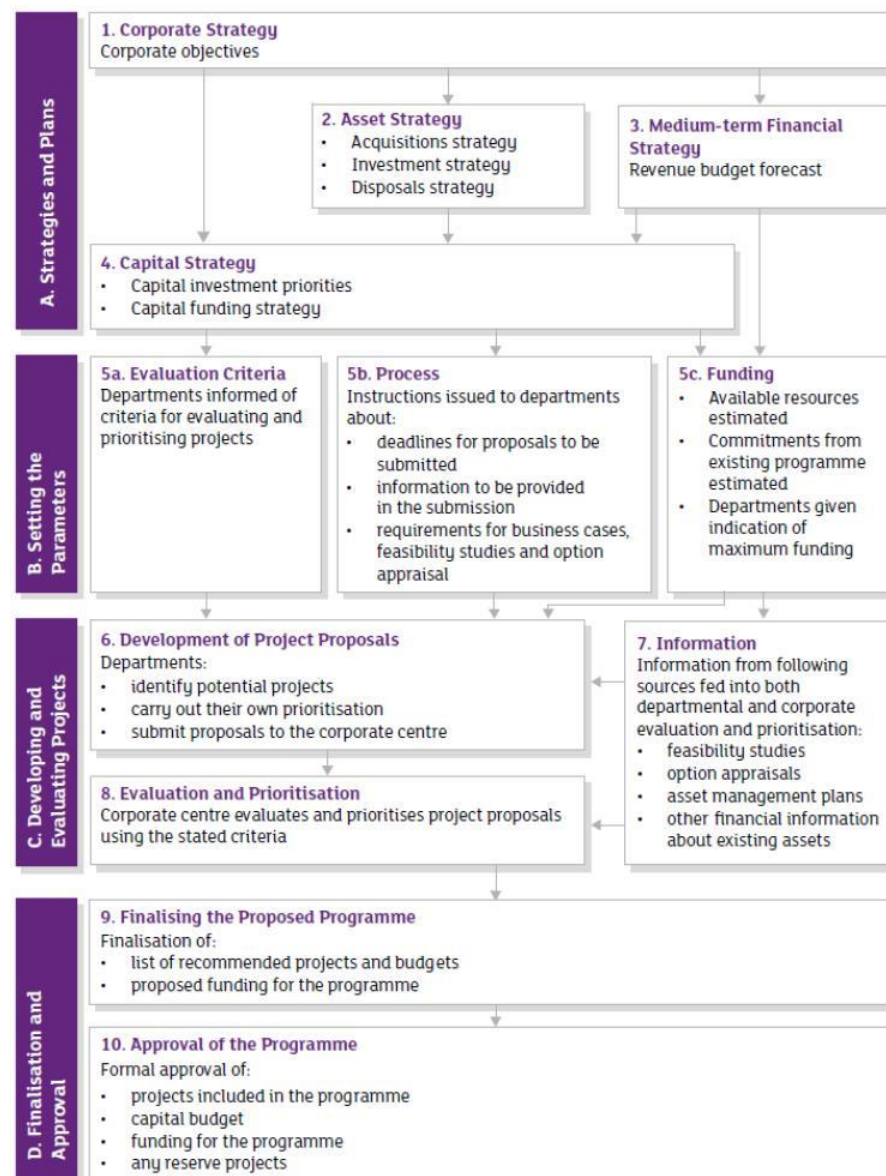 A. Strategies and Plans
1. Corporate Strategy
Corporate objectives
2. Asset Strategy
• Acquisitions strategy
• Investment strategy
• Disposals strategy
3. Medium-term Financial
Strategy
Revenue budget forecast
4. Capital Strategy
• Capital investment priorities
• Capital funding strategy
B. Setting the
Parameters
5a. Evaluation Criteria
Departments informed of
criteria for evaluating and
prioritising projects
5b. Process
Instructions issued to departments
about:
• deadlines for proposals to be
submitted
• information to be provided
in the submission
• requirements for business cases,
feasibility studies and option
appraisal
5c. Funding
• Available resources
estimated
• Commitments from
existing programme
estimated
• Departments given
indication of
maximum funding
C. Developing and
Evaluating Projects
6. Development of Project Proposals
Departments:
• identify potential projects
• carry out their own prioritisation
• submit proposals to the corporate centre
7. Information
Information from following
sources fed into both
departmental and corporate
evaluation and prioritisation:
• feasibility studies
• option appraisals
• asset management plans
• other financial information
about existing assets
8. Evaluation and Prioritisation
Corporate centre evaluates and prioritises project proposals
using the stated criteria
D. Finalisation and
Approval
9. Finalising the Proposed Programme
Finalisation of:
• list of recommended projects and budgets
• proposed funding for the programme
10. Approval of the Programme
Formal approval of:
• projects included in the programme
• capital budget
• funding for the programme
• any reserve projects